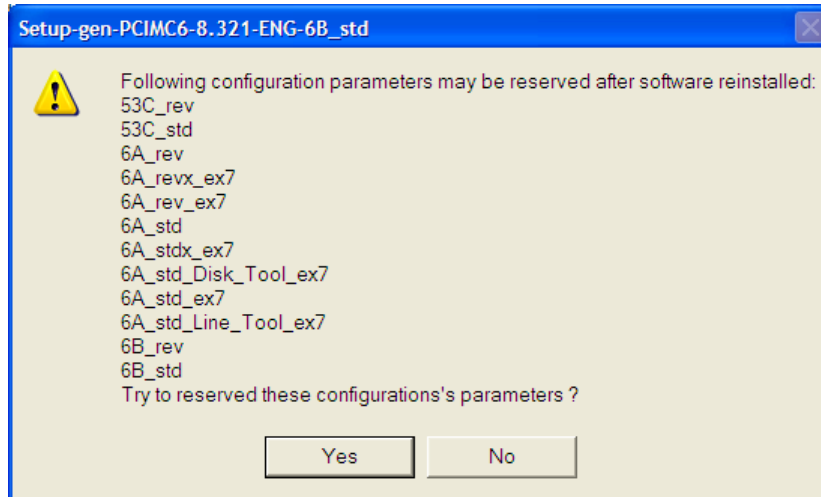 Setup-gen-PCIMC6-8.321-ENG-6B_std
Following configuration parameters may be reserved after software reinstalled:
53C_rev
53C_std
6A_rev
6A_revx_ex7
6A_rev_ex7
6A_std
6A_stdx_ex7
6A_std_Disk_Tool_ex7
6A_std_ex7
6A_std_Line_Tool_ex7
6B_rev
6B_std
Try to reserved these configurations's parameters ?
Yes
No